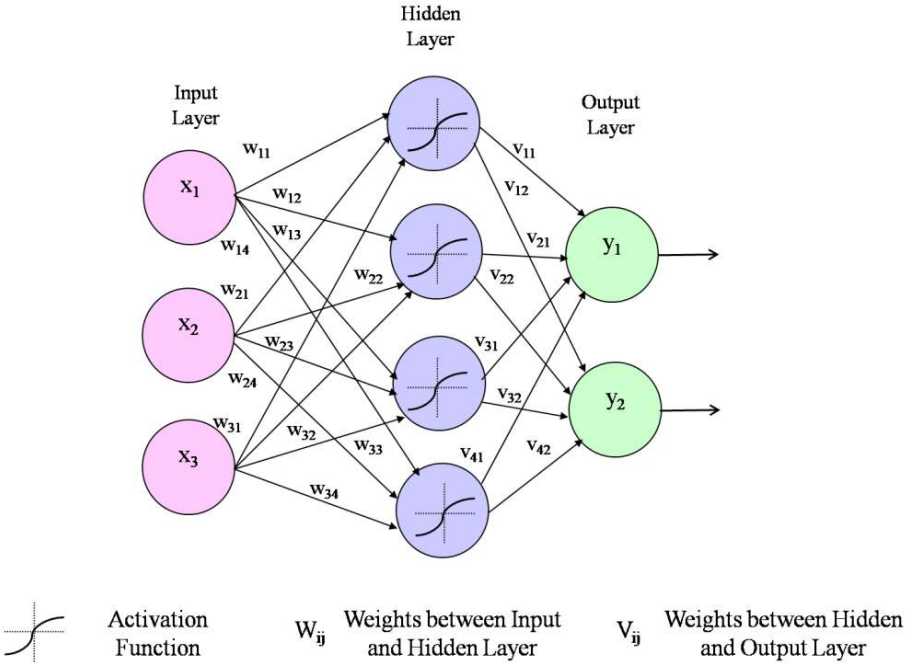 Hidden
Layer
Input
Layer
Output
Layer
x₁
x₂
x₃
w₁₁
w₁₂
w₁₃
w₁₄
w₂₁
w₂₂
w₂₃
w₂₄
w₃₁
w₃₂
w₃₃
w₃₄
v₁₁
v₁₂
v₂₁
v₂₂
v₃₁
v₃₂
v₄₁
v₄₂
y₁
y₂
Activation
Function
Wᵢⱼ
Weights between Input
and Hidden Layer
Vᵢⱼ
Weights between Hidden
and Output Layer